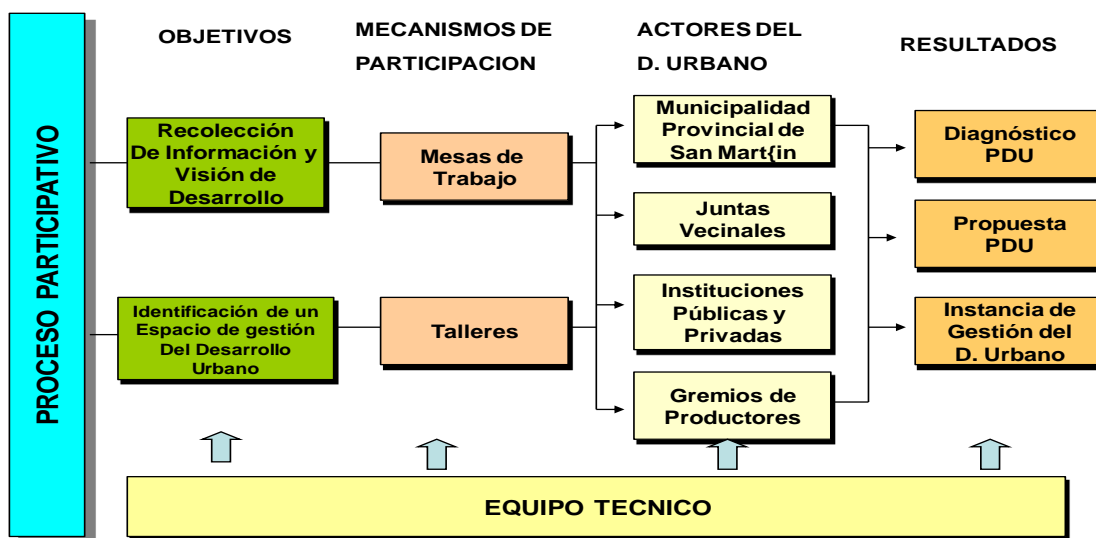 PROCESO PARTICIPATIVO
OBJETIVOS
MECANISMOS DE
PARTICIPACION
ACTORES DEL
D. URBANO
RESULTADOS
Recolección
De Información y
Visión de
Desarrollo
Mesas de
Trabajo
Municipalidad
Provincial de
San Mart{in
Diagnóstico
PDU
Juntas
Vecinales
Propuesta
PDU
Identificación de un
Espacio de gestión
Del Desarrollo
Urbano
Talleres
Instituciones
Públicas y
Privadas
Instancia de
Gestión del
D. Urbano
Gremios de
Productores
EQUIPO TECNICO